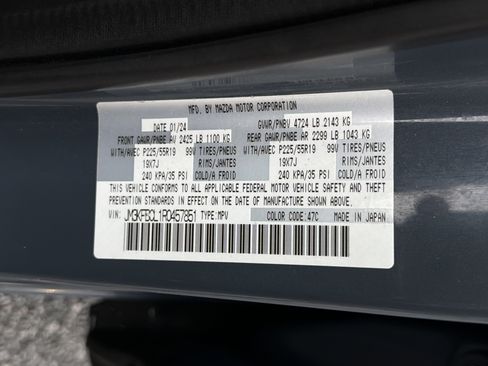 MFD. BY MAZDA MOTOR CORPORATION
DATE 01/24 GVWR/PNBV 4724 LB 2143 KG
FRONT GAWR/PNBE AV 2425 LB 1100 KG REAR GAWR/PNBE AR 2299 LB 1043 KG
WITH/AVEC P225/55R19 99V TIRES/PNEUS WITH/AVEC P225/55R19 99V TIRES/PNEUS
19X7J RIMS/JANTES 19X7J RIMS/JANTES
240 KPA/35 PSI COLD/A FROID 240 KPA/35 PSI COLD/A FROID
THIS VEHICLE CONFORMS TO ALL APPLICABLE FEDERAL MOTOR VEHICLE SAFETY AND THEFT
PREVENTION STANDARDS IN EFFECT ON THE DATE OF MANUFACTURE SHOWN ABOVE.
VIN: JM3KFBCL1R0457851 TYPE:MPV COLOR CODE:47C MADE IN JAPAN